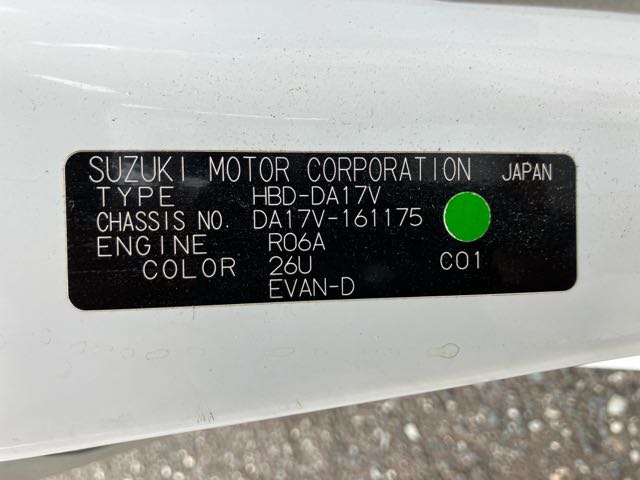 SUZUKI MOTOR CORPORATION JAPAN
TYPE HBD-DA17V
CHASSIS NO. DA17V-161175
ENGINE R06A
COLOR 26U C01
EVAN-D